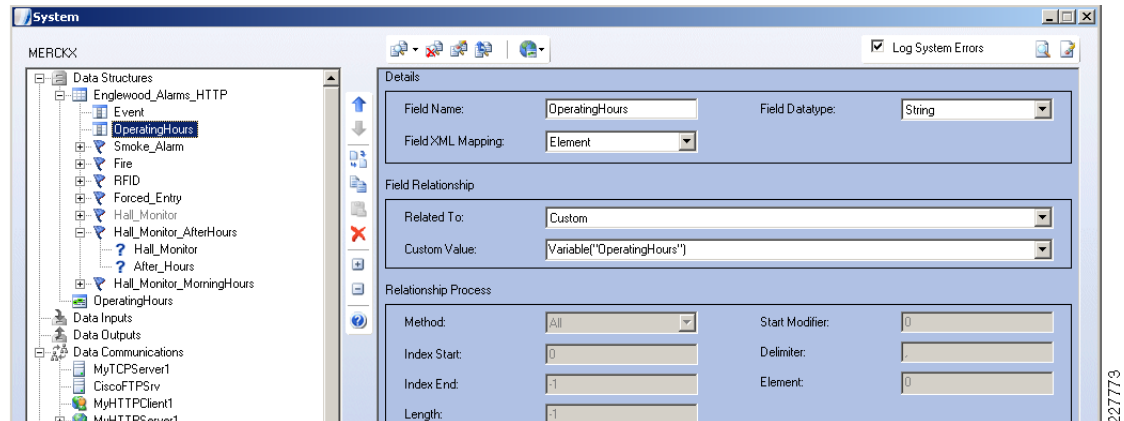 System
MERCKX
Log System Errors
Data Structures
Englewood_Alarms_HTTP
Event
OperatingHours
Smoke_Alarm
Fire
RFID
Forced_Entry
Hall_Monitor
Hall_Monitor_AfterHours
? Hall_Monitor
? After_Hours
Hall_Monitor_MorningHours
OperatingHours
Data Inputs
Data Outputs
Data Communications
MyTCPServer1
CiscoFTPSrv
MyHTTPClient1
MyHTTPServer1
Details
Field Name: OperatingHours Field Datatype: String
Field XML Mapping: Element
Field Relationship
Related To: Custom
Custom Value: Variable("OperatingHours")
Relationship Process
Method: All Start Modifier: 0
Index Start: 0 Delimiter: .
Index End: -1 Element: 0
Length: -1
227773